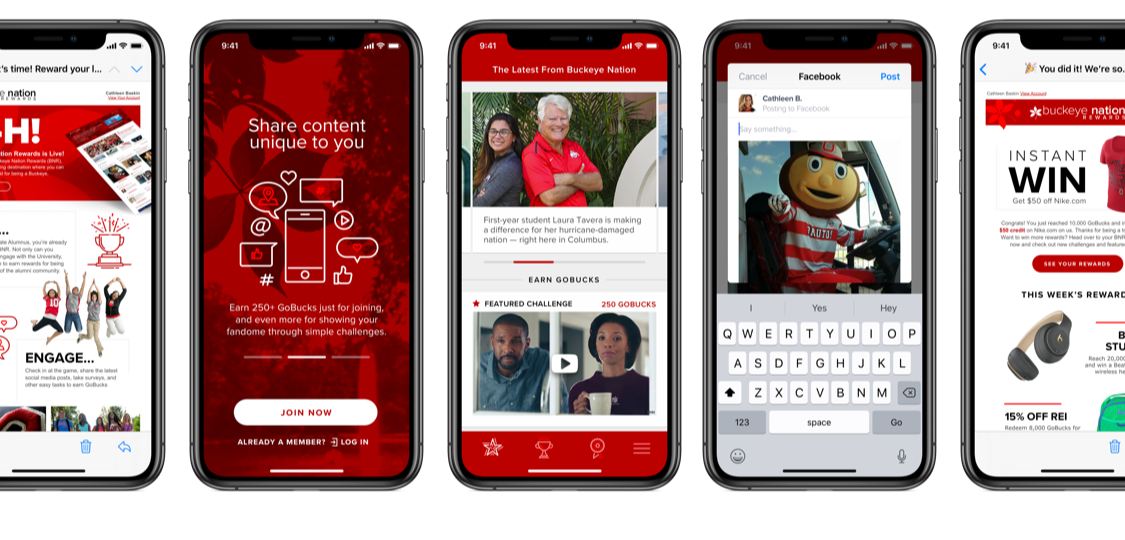 's time! Reward your l...
e nation
REWARDS
Cathleen Baskin
View Your Account
H!
tion Rewards is Live!
keye Nation Rewards (BNR),
ing destination where you can
d for being a Buckeye.
...
ate Alumnus, you're already
BNR. Not only can you
ngage with the University,
to earn rewards for being
of the alumni community.
ENGAGE...
Check in at the game, share the latest
social media posts, take surveys, and
other easy tasks to earn GoBucks
9:41
Share content
unique to you
@
#
Earn 250+ GoBucks just for joining,
and even more for showing your
fandome through simple challenges.
JOIN NOW
ALREADY A MEMBER? LOG IN
9:41
The Latest From Buckeye Nation
First-year student Laura Tavera is making
a difference for her hurricane-damaged
nation — right here in Columbus.
EARN GOBUCKS
FEATURED CHALLENGE 250 GOBUCKS
9:41
Cancel Facebook Post
Cathleen B.
Posting to Facebook
Say something...
I Yes Hey
Q W E R T Y U I O P
A S D F G H J K L
Z X C V B N M
123 space Go
9:41
You did it! We're so.
Cathleen Baskin View Account
buckeye nation
REWARDS
INSTANT
WIN
Get $50 off Nike.com
Congrats! You just reached 10,000 GoBucks and
$50 credit on Nike.com on us. Thanks for being a
Want to win more rewards? Head over to your BNR
now and check out new challenges and feature
SEE YOUR REWARDS
THIS WEEK'S REWARD
B
STU
Reach 20,00
and win a Bea
wireless he
15% OFF REI
Redeem 8,000 GoBucks for